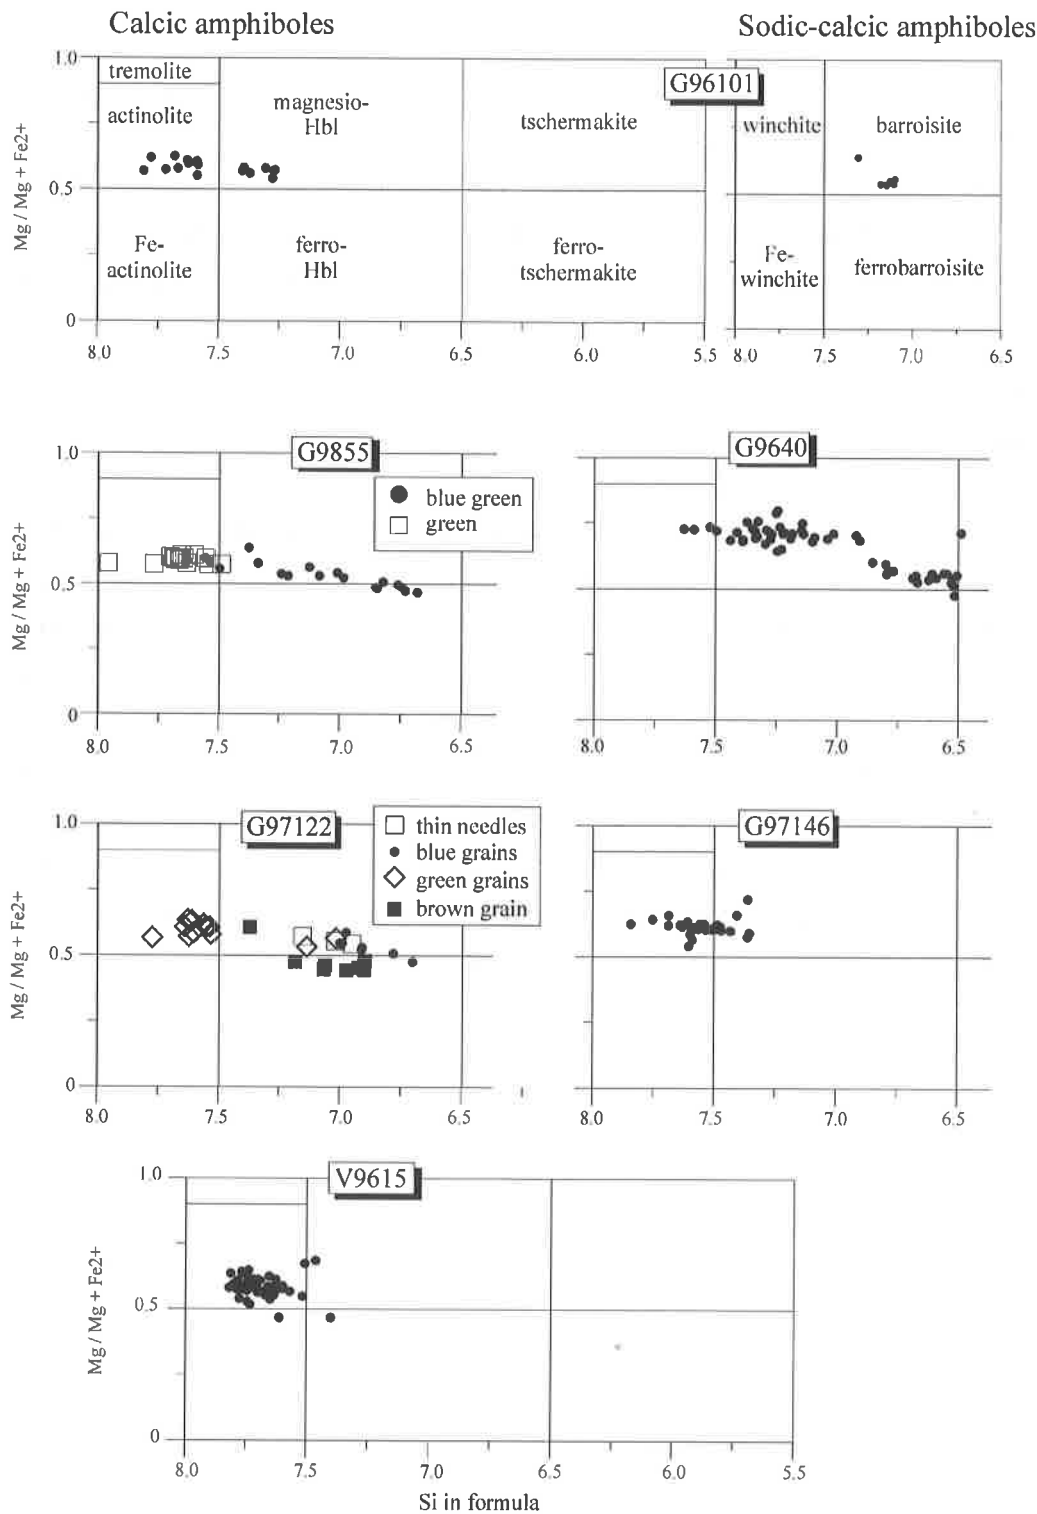 Calcic amphiboles
Sodic-calcic amphiboles
G96101
1.0
tremolite
actinolite
magnesio-
Hbl
tschermakite
winchite
barroisite
Mg / Mg + Fe2+
0.5
Fe-
actinolite
ferro-
Hbl
ferro-
tschermakite
Fe-
winchite
ferrobarroisite
0
8.0 7.5 7.0 6.5 6.0 5.5 8.0 7.5 7.0 6.5
G9855
G9640
1.0
blue green
green
Mg / Mg + Fe2+
0.5
0
8.0 7.5 7.0 6.5
8.0 7.5 7.0 6.5
G97122
G97146
1.0
thin needles
blue grains
green grains
brown grain
Mg / Mg + Fe2+
0.5
0
8.0 7.5 7.0 6.5
8.0 7.5 7.0 6.5
V9615
1.0
Mg / Mg + Fe2+
0.5
0
8.0 7.5 7.0 6.5 6.0 5.5
Si in formula